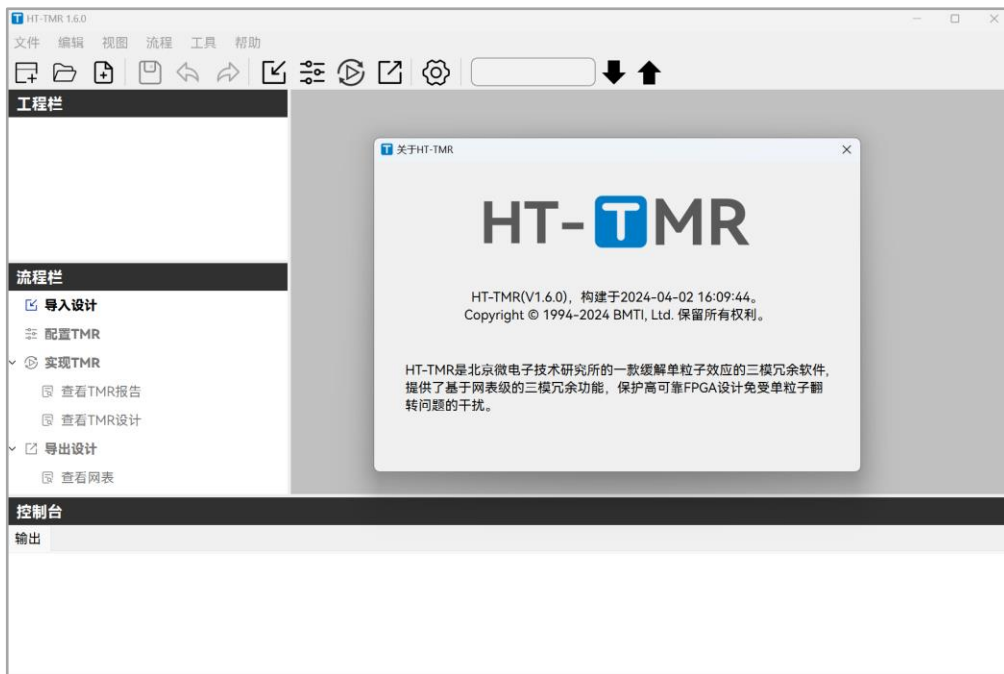 HT-TMR 1.6.0
文件 编辑 视图 流程 工具 帮助
工程栏
关于HT-TMR
HT-TMR
HT-TMR(V1.6.0)，构建于2024-04-02 16:09:44。
Copyright © 1994-2024 BMTI, Ltd. 保留所有权利。
HT-TMR是北京微电子技术研究所的一款缓解单粒子效应的三模冗余软件，
提供了基于网表级的三模冗余功能，保护高可靠FPGA设计免受单粒子翻
转问题的干扰。
流程栏
导入设计
配置TMR
实现TMR
查看TMR报告
查看TMR设计
导出设计
查看网表
控制台
输出